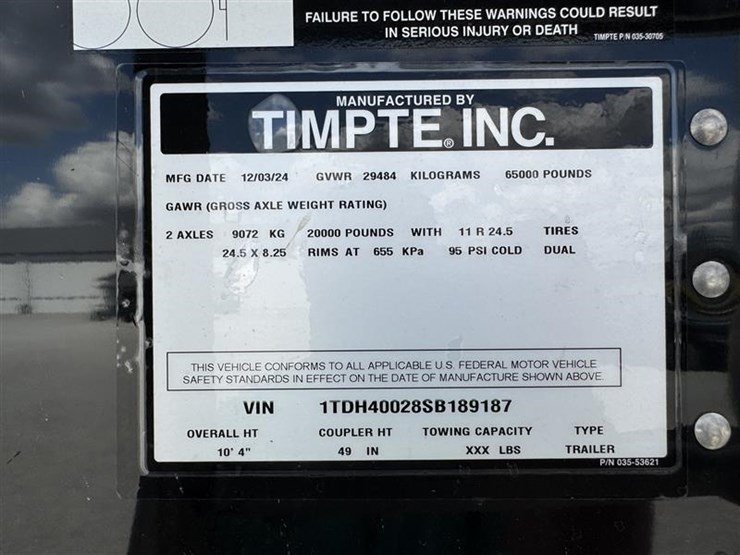 FAILURE TO FOLLOW THESE WARNINGS COULD RESULT
IN SERIOUS INJURY OR DEATH TIMPTE P/N 035-30705
MANUFACTURED BY
TIMPTE® INC.
MFG DATE 12/03/24 GVWR 29484 KILOGRAMS 65000 POUNDS
GAWR (GROSS AXLE WEIGHT RATING)
2 AXLES 9072 KG 20000 POUNDS WITH 11 R 24.5 TIRES
24.5 X 8.25 RIMS AT 655 KPa 95 PSI COLD DUAL
THIS VEHICLE CONFORMS TO ALL APPLICABLE U.S. FEDERAL MOTOR VEHICLE
SAFETY STANDARDS IN EFFECT ON THE DATE OF MANUFACTURE SHOWN ABOVE.
VIN 1TDH40028SB189187
OVERALL HT COUPLER HT TOWING CAPACITY TYPE
10' 4" 49 IN XXX LBS TRAILER
P/N 035-53621